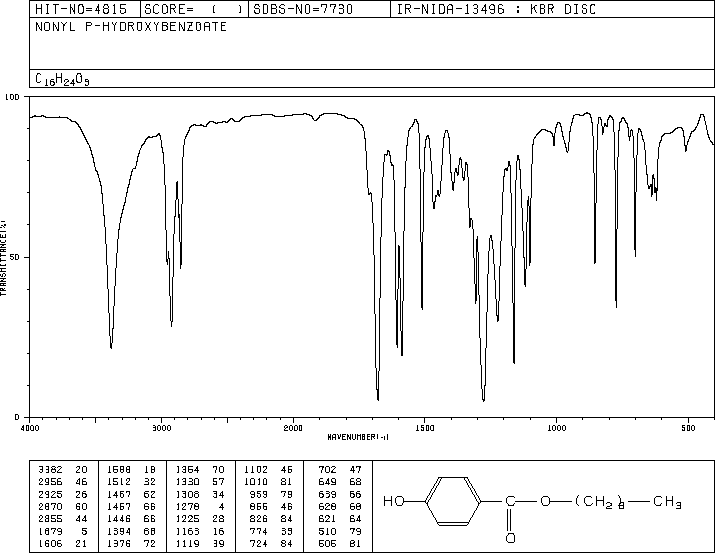 HIT-NO=4815 SCORE= ( ) SDBS-NO=7730 IR-NIDA-13496 : KBR DISC
NONYL P-HYDROXYBENZOATE
C16H24O3
100
TRANSMITTANCE(%)
50
0
4000 3000 2000 1500 1000 500
WAVENUMBER(-1)
3382 20 1588 18 1364 70 1102 46 702 47
2956 46 1512 32 1330 57 1010 81 649 68
2925 26 1467 62 1308 34 959 79 639 66
2870 60 1457 66 1278 4 855 46 628 68
2855 44 1446 66 1225 28 826 84 621 64
1679 5 1394 68 1163 16 774 33 510 79
1606 21 1376 72 1119 39 724 84 505 81
HO C O (CH2)8 CH3
O